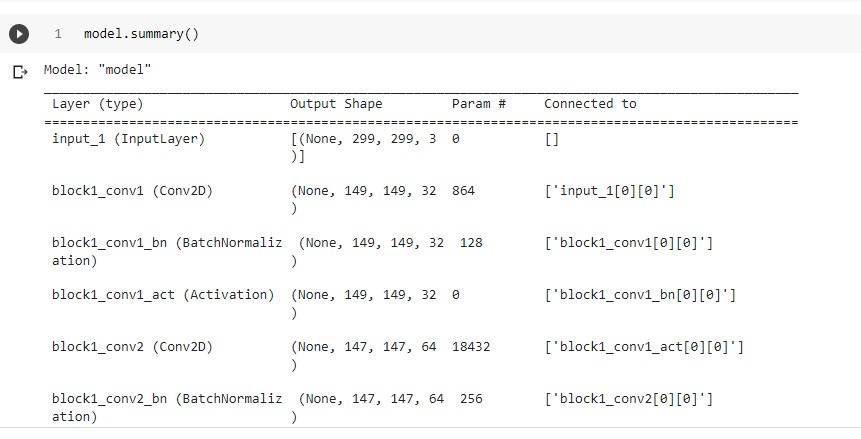 1 model.summary()
Model: "model"
__________________________________________________________________________________________________
Layer (type) Output Shape Param # Connected to
==================================================================================================
input_1 (InputLayer) [(None, 299, 299, 3 0 []
)]
block1_conv1 (Conv2D) (None, 149, 149, 32 864 ['input_1[0][0]']
)
block1_conv1_bn (BatchNormaliz (None, 149, 149, 32 128 ['block1_conv1[0][0]']
ation) )
block1_conv1_act (Activation) (None, 149, 149, 32 0 ['block1_conv1_bn[0][0]']
)
block1_conv2 (Conv2D) (None, 147, 147, 64 18432 ['block1_conv1_act[0][0]']
)
block1_conv2_bn (BatchNormaliz (None, 147, 147, 64 256 ['block1_conv2[0][0]']
ation) )